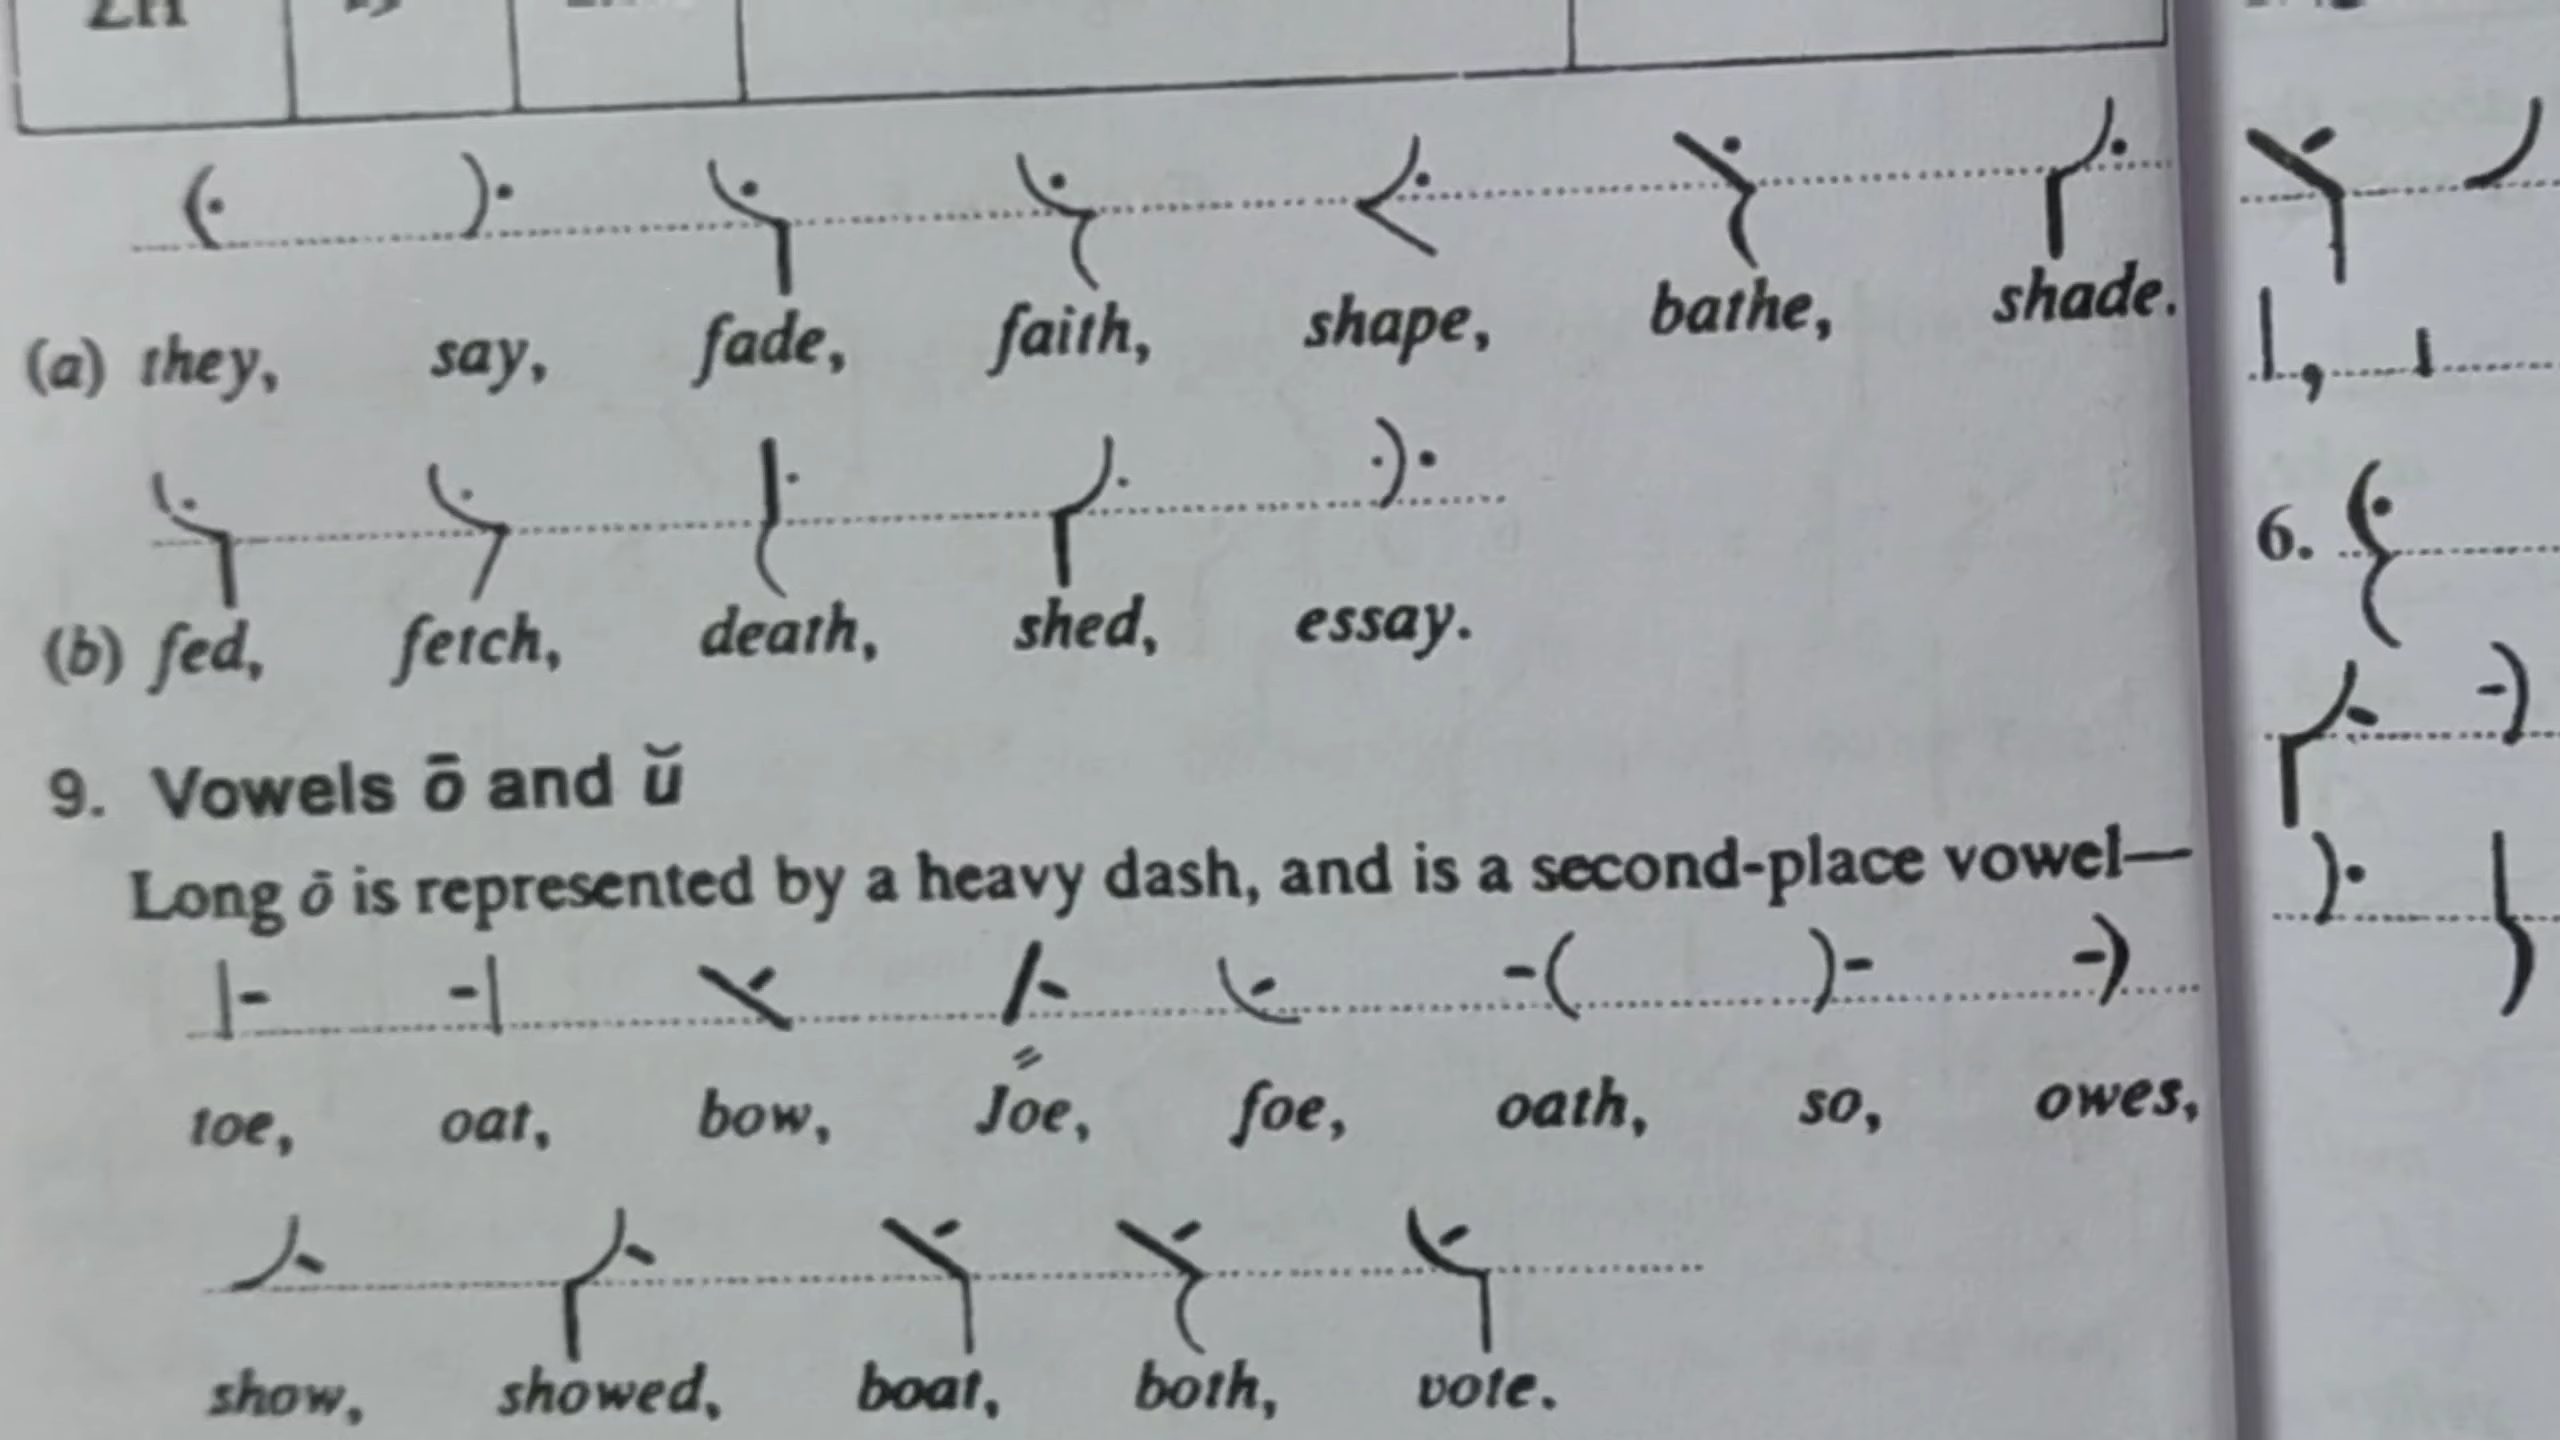 (a) they, say, fade, faith, shape, bathe, shade.
(b) fed, fetch, death, shed, essay.
9. Vowels ō and ŭ
Long ō is represented by a heavy dash, and is a second-place vowel—
toe, oat, bow, Joe, foe, oath, so, owes,
show, showed, boat, both, vote.
6.